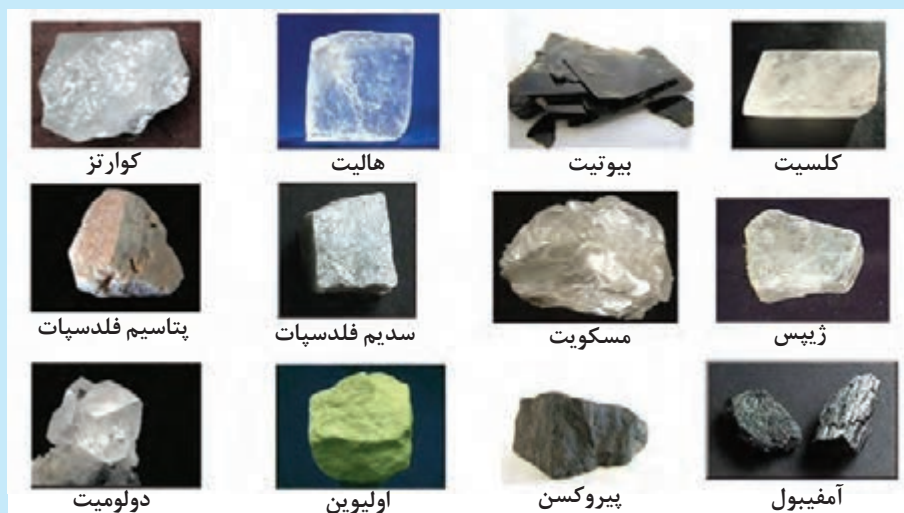 کلسیت
بیوتیت
هالیت
کوارتز
ژیپس
مسکویت
سدیم فلدسپات
پتاسیم فلدسپات
آمفیبول
پیروکسن
اولیوین
دولومیت